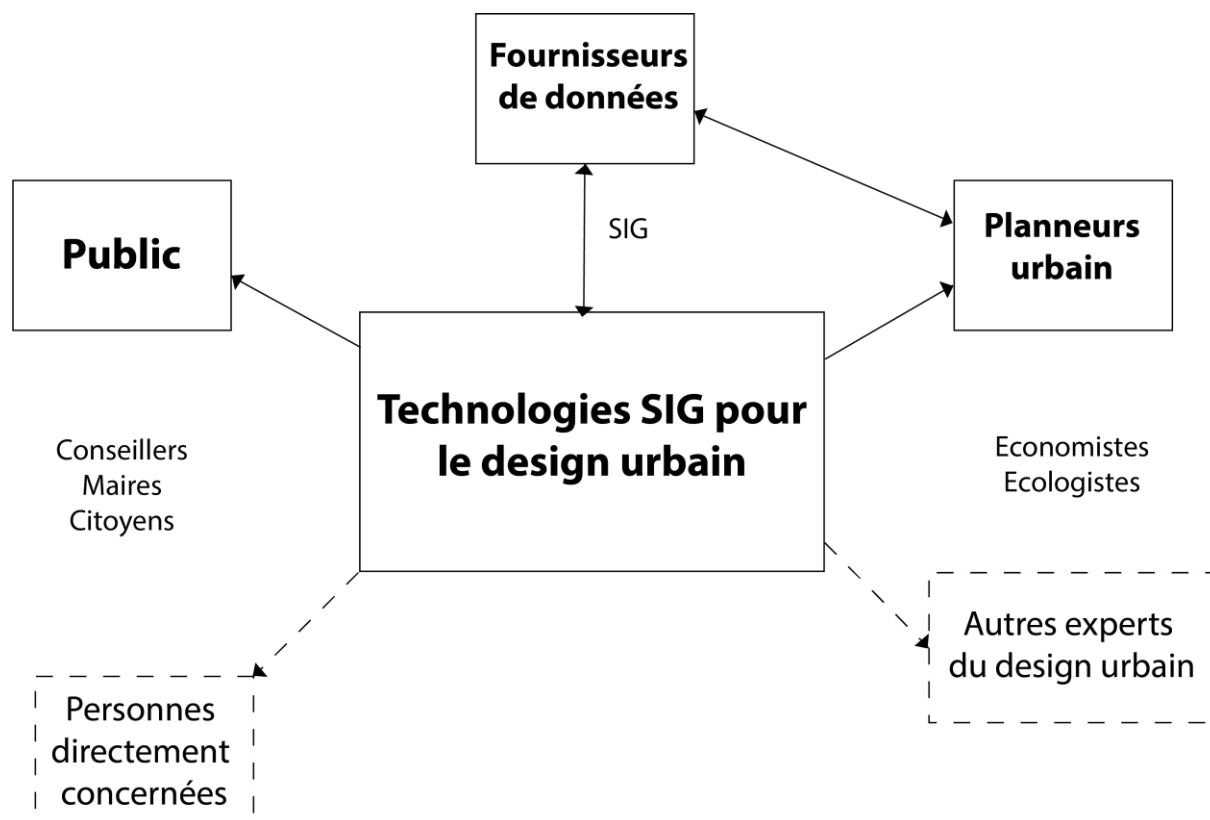 Fournisseurs
de données
Public
SIG
Planneurs
urbain
Technologies SIG pour
le design urbain
Conseillers
Maires
Citoyens
Economistes
Ecologistes
Autres experts
du design urbain
Personnes
directement
concernées